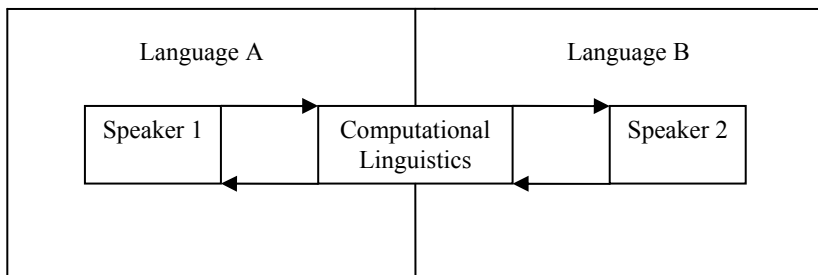 Language A
Language B
Speaker 1
Computational
Linguistics
Speaker 2